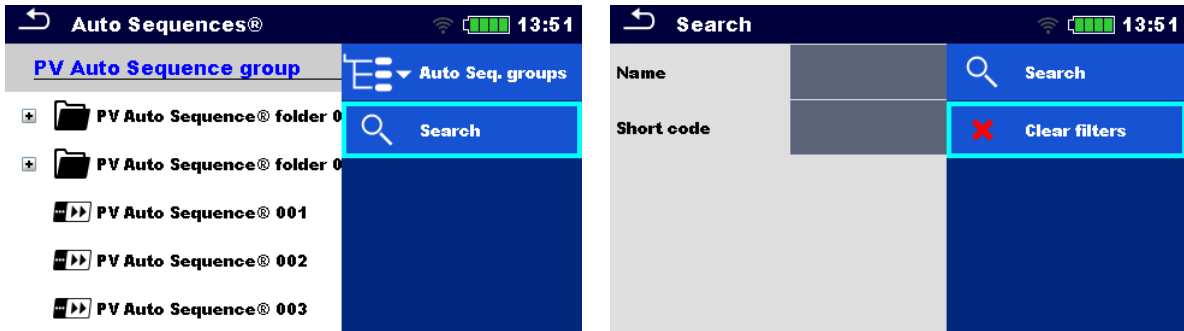 Auto Sequences® 13:51
PV Auto Sequence group
Auto Seq. groups
PV Auto Sequence® folder 0
Search
PV Auto Sequence® folder 0
PV Auto Sequence® 001
PV Auto Sequence® 002
PV Auto Sequence® 003
Search 13:51
Name
Search
Short code
Clear filters